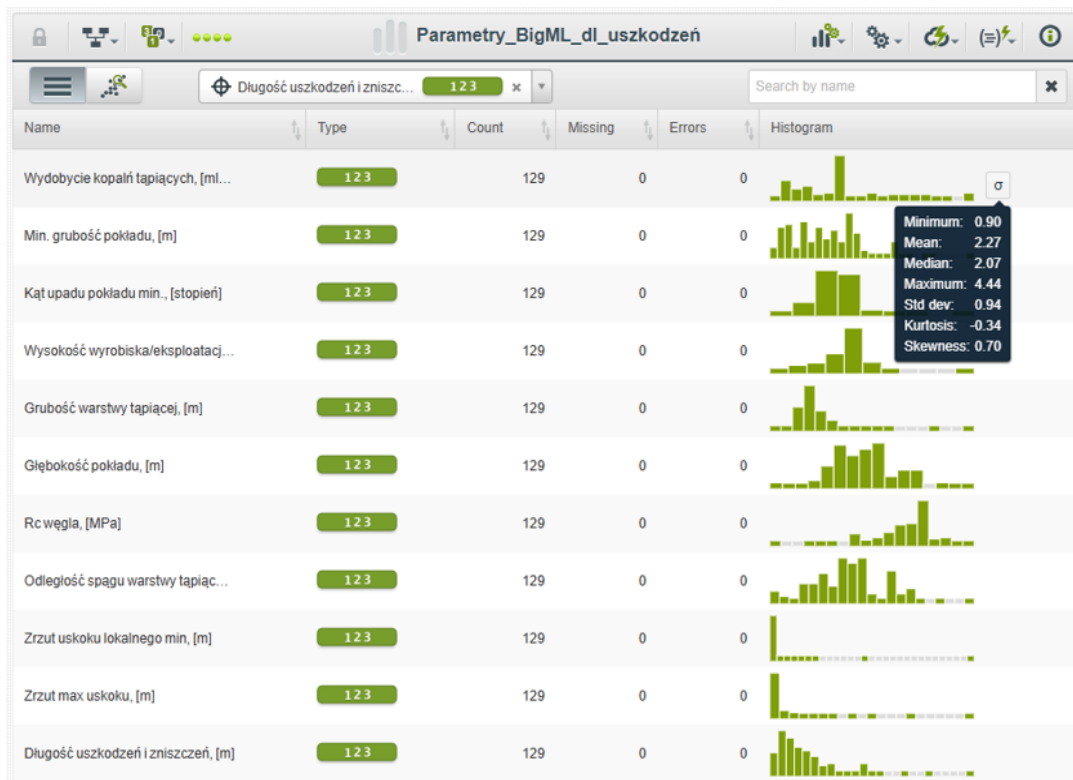 Parametry_BigML_dl_uszkodzeń
Długość uszkodzeń i zniszc... 123
Search by name
Name Type Count Missing Errors Histogram
Wydobycie kopalń tąpiących, [ml... 123 129 0 0 σ
Min. grubość pokładu, [m] 123 129 0 0
Minimum: 0.90
Mean: 2.27
Median: 2.07
Maximum: 4.44
Std dev: 0.94
Kurtosis: -0.34
Skewness: 0.70
Kąt upadu pokładu min., [stopień] 123 129 0 0
Wysokość wyrobiska/eksploatacj... 123 129 0 0
Grubość warstwy tąpiącej, [m] 123 129 0 0
Głębokość pokładu, [m] 123 129 0 0
Rc węgla, [MPa] 123 129 0 0
Odległość spągu warstwy tąpiąc... 123 129 0 0
Zrzut uskoku lokalnego min, [m] 123 129 0 0
Zrzut max uskoku, [m] 123 129 0 0
Długość uszkodzeń i zniszczeń, [m] 123 129 0 0